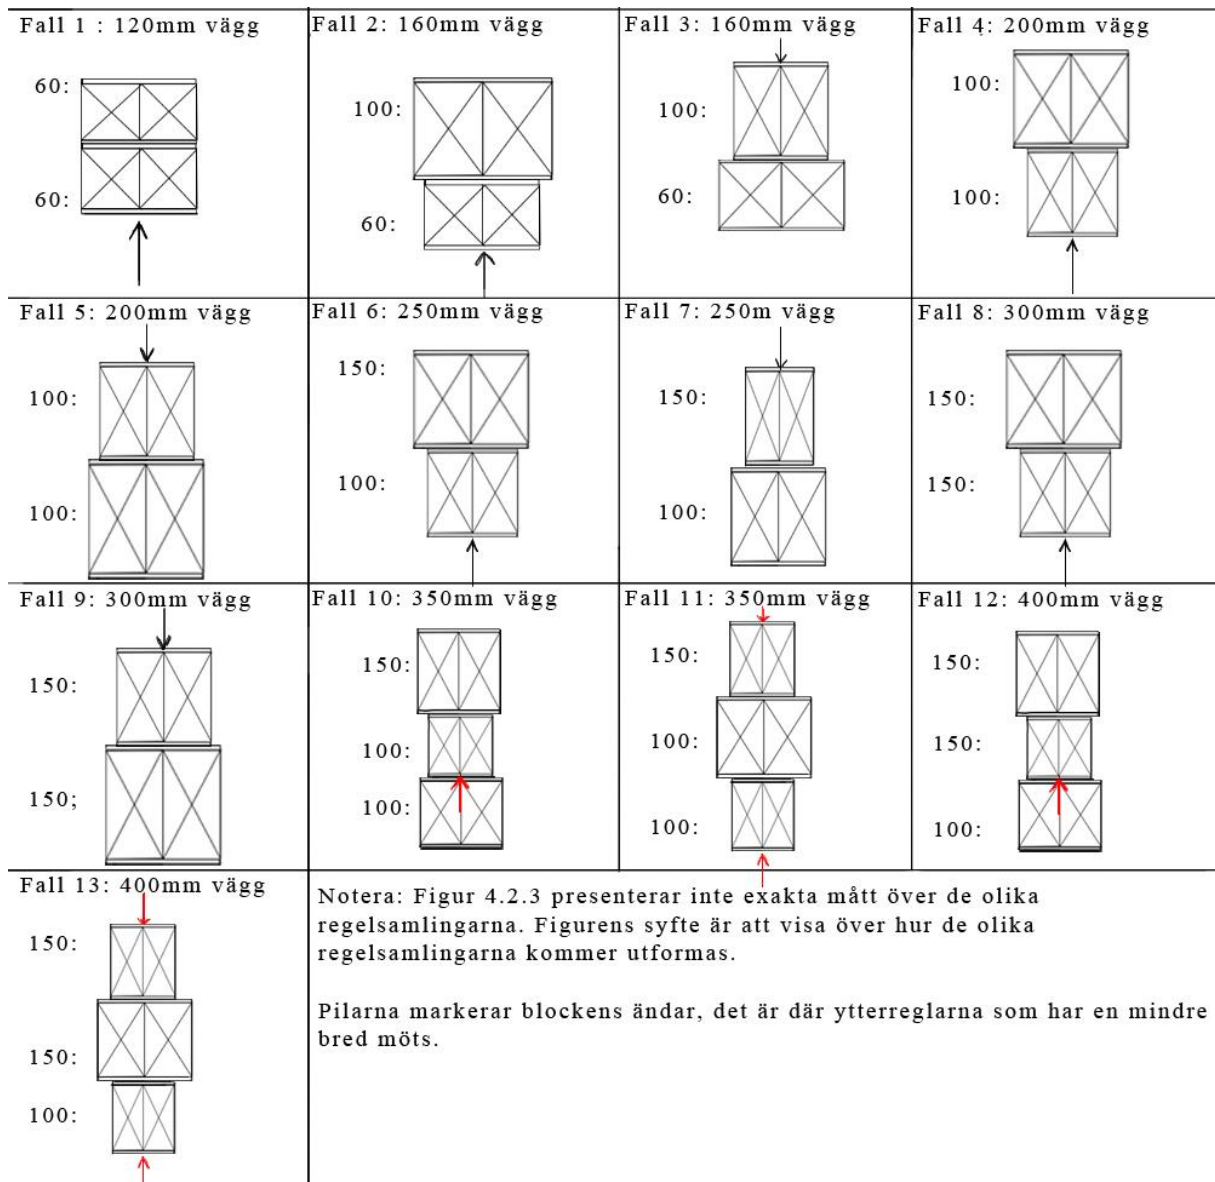 Fall 1 : 120mm vägg
60:
60:
Fall 2: 160mm vägg
100:
60:
Fall 3: 160mm vägg
100:
60:
Fall 4: 200mm vägg
100:
100:
Fall 5: 200mm vägg
100:
100:
Fall 6: 250mm vägg
150:
100:
Fall 7: 250m vägg
150:
100:
Fall 8: 300mm vägg
150:
150:
Fall 9: 300mm vägg
150:
150;
Fall 10: 350mm vägg
150:
100:
100:
Fall 11: 350mm vägg
150:
100:
100:
Fall 12: 400mm vägg
150:
150:
100:
Fall 13: 400mm vägg
150:
150:
100:
Notera: Figur 4.2.3 presenterar inte exakta mått över de olika
regelsamlingarna. Figurens syfte är att visa över hur de olika
regelsamlingarna kommer utformas.
Pilarna markerar blockens ändar, det är där ytterreglarna som har en mindre
bred möts.